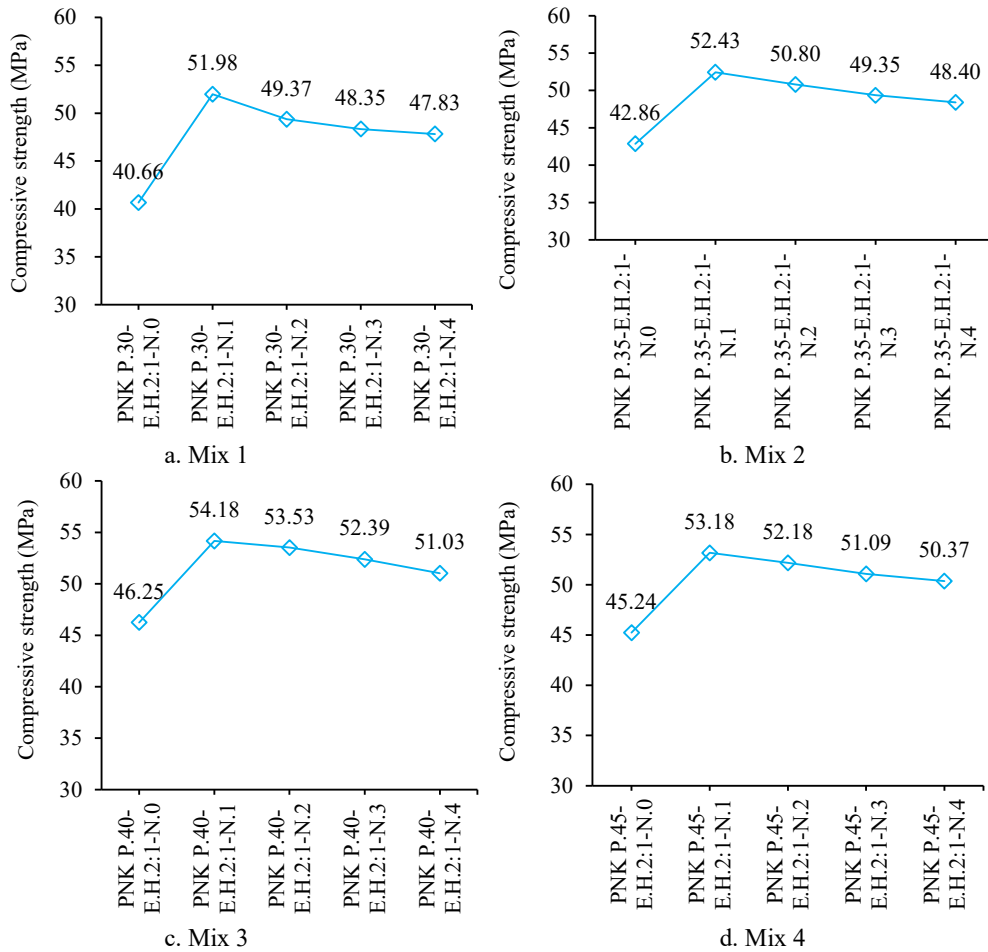 Compressive strength (MPa)
60
55
50
45
40
35
30
40.66
51.98
49.37
48.35
47.83
PNK P.30-
E.H.2:1-N.0
PNK P.30-
E.H.2:1-N.1
PNK P.30-
E.H.2:1-N.2
PNK P.30-
E.H.2:1-N.3
PNK P.30-
E.H.2:1-N.4
a. Mix 1
Compressive strength (MPa)
60
55
50
45
40
35
30
42.86
52.43
50.80
49.35
48.40
PNK P.35-E.H.2:1-
N.0
PNK P.35-E.H.2:1-
N.1
PNK P.35-E.H.2:1-
N.2
PNK P.35-E.H.2:1-
N.3
PNK P.35-E.H.2:1-
N.4
b. Mix 2
Compressive strength (MPa)
60
55
50
45
40
35
30
46.25
54.18
53.53
52.39
51.03
PNK P.40-
E.H.2:1-N.0
PNK P.40-
E.H.2:1-N.1
PNK P.40-
E.H.2:1-N.2
PNK P.40-
E.H.2:1-N.3
PNK P.40-
E.H.2:1-N.4
c. Mix 3
Compressive strength (MPa)
60
55
50
45
40
35
30
45.24
53.18
52.18
51.09
50.37
PNK P.45-
E.H.2:1-N.0
PNK P.45-
E.H.2:1-N.1
PNK P.45-
E.H.2:1-N.2
PNK P.45-
E.H.2:1-N.3
PNK P.45-
E.H.2:1-N.4
d. Mix 4